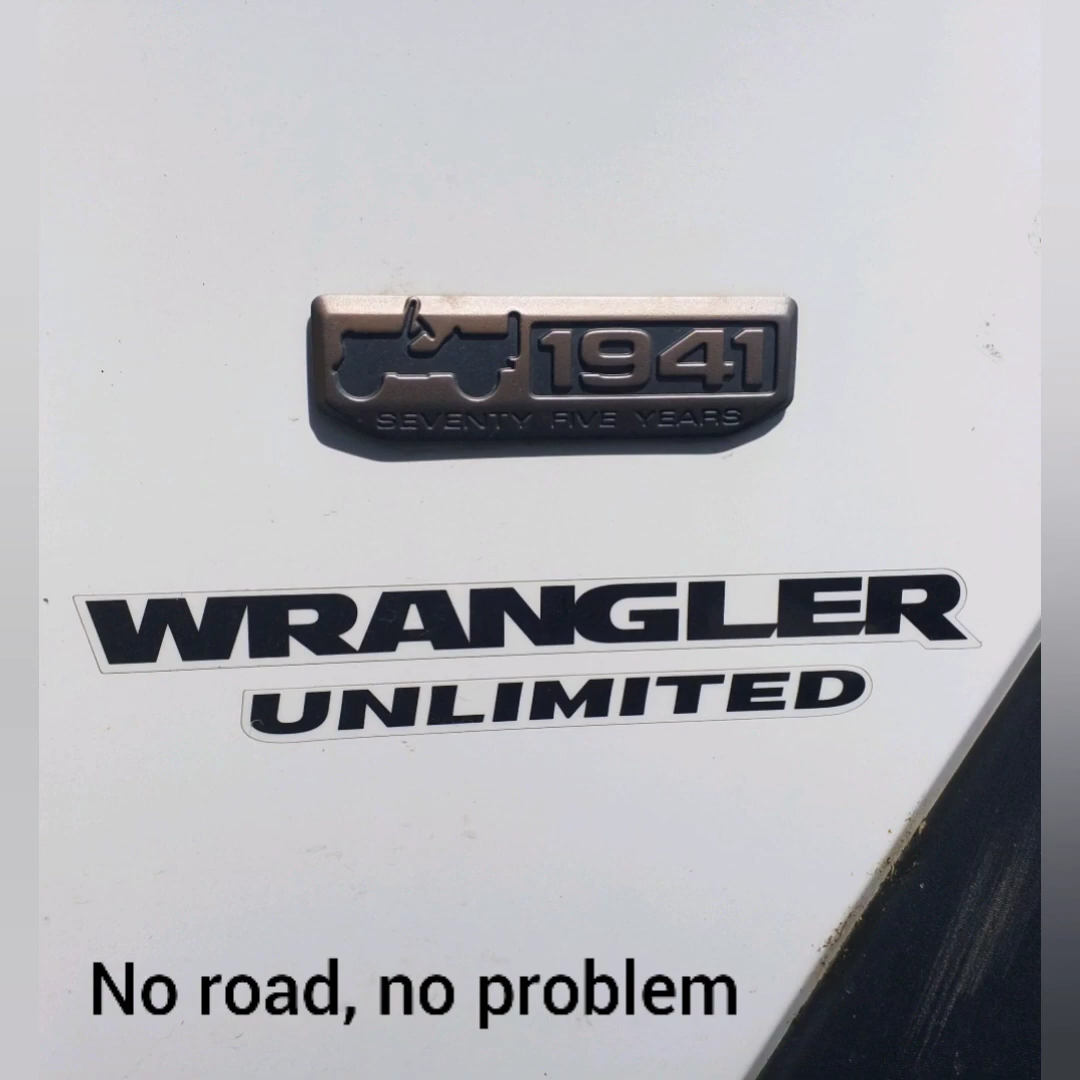 1941
SEVENTY FIVE YEARS
WRANGLER
UNLIMITED
No road, no problem